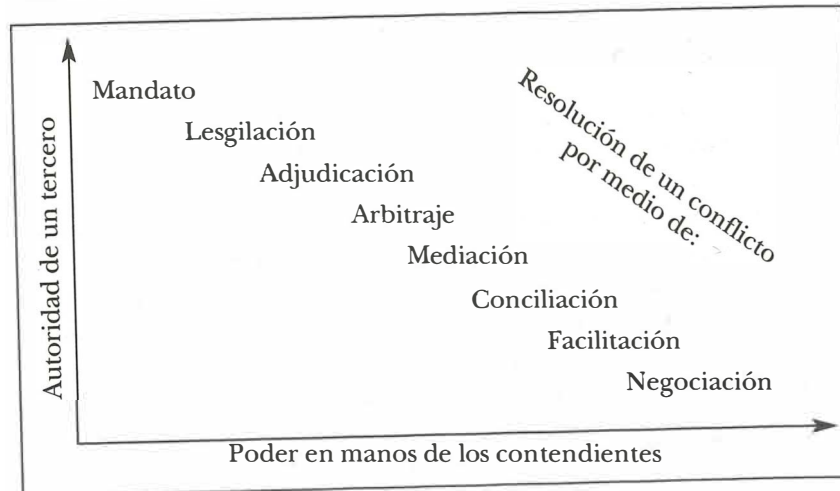 Autoridad de un tercero
Mandato
Lesgilación
Adjudicación
Arbitraje
Mediación
Conciliación
Facilitación
Negociación
Resolución de un conflicto
por medio de:
Poder en manos de los contendientes